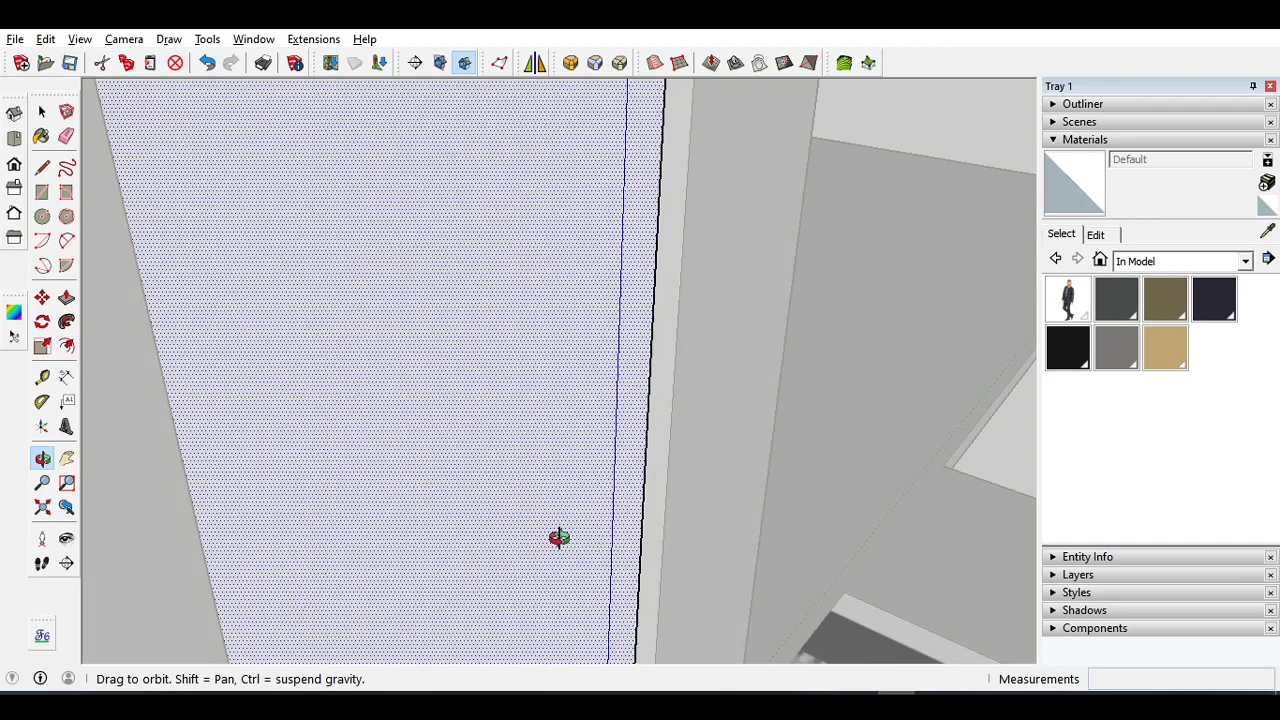 File Edit View Camera Draw Tools Window Extensions Help
Tray 1
Outliner
Scenes
Materials
Default
Select Edit
In Model
A1
Entity Info
Layers
Styles
Shadows
Components
Drag to orbit. Shift = Pan, Ctrl = suspend gravity.
Measurements